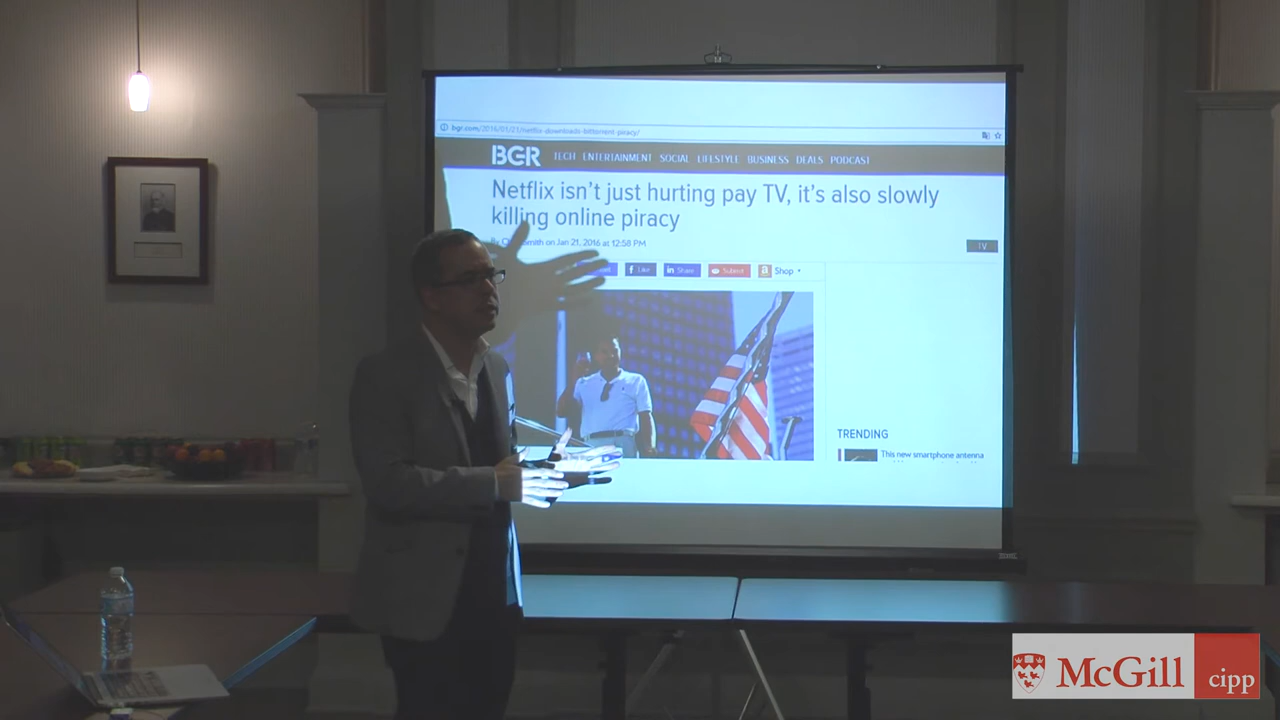 bgr.com/2016/01/21/netflix-downloads-bittorrent-piracy/
BGR TECH ENTERTAINMENT SOCIAL LIFESTYLE BUSINESS DEALS PODCAST
Netflix isn't just hurting pay TV, it's also slowly
killing online piracy
Smith on Jan 21, 2016 at 12:58 PM
TV
Like Share Submit Shop
TRENDING
This new smartphone antenna
McGill cipp